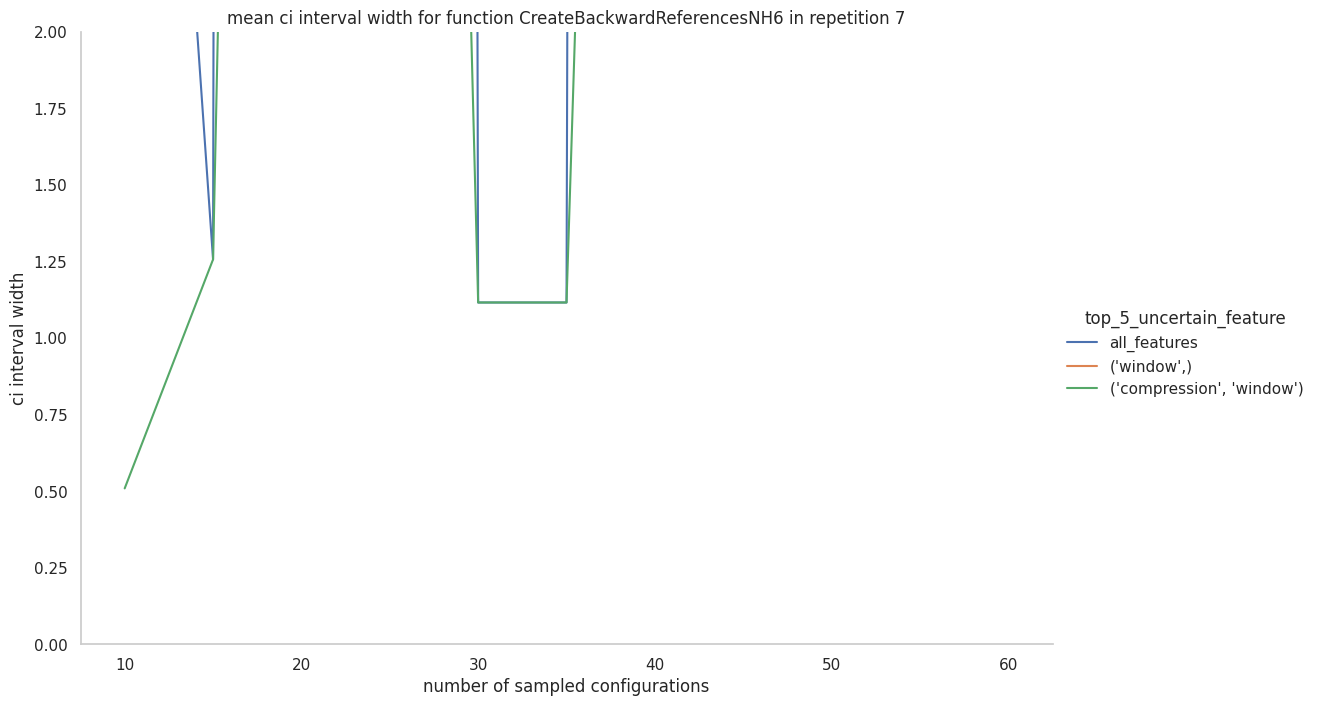 mean ci interval width for function CreateBackwardReferencesNH6 in repetition 7
2.00
1.75
1.50
1.25
1.00
0.75
0.50
0.25
0.00
ci interval width
10 20 30 40 50 60
number of sampled configurations
top_5_uncertain_feature
all_features
('window',)
('compression', 'window')